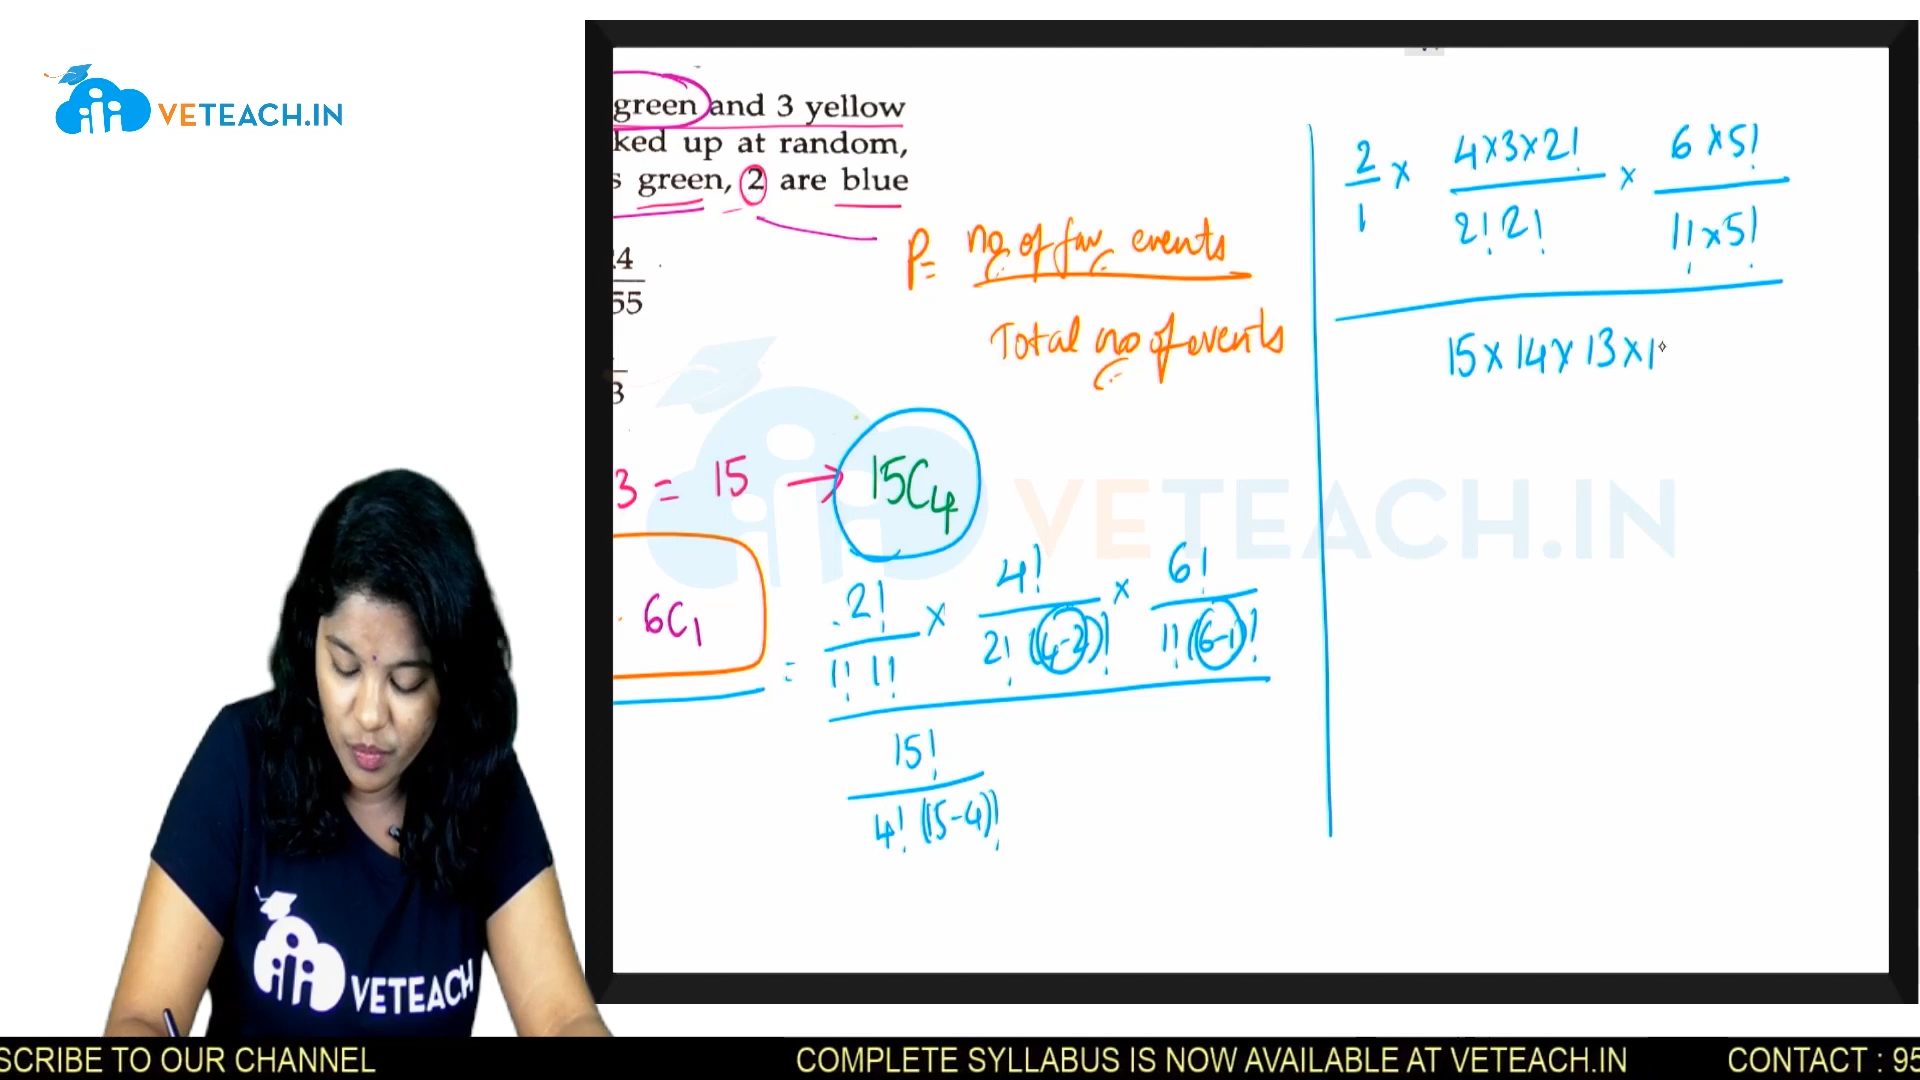 VETEACH.IN
green and 3 yellow
ked up at random,
s green, 2 are blue
24
55
3
P = no of fav events
Total no of events
3 = 15 → 15C4
6C1
= 2! × 4! × 6!
1! 1! 2! (4-2)! 1! (6-1)!
15!
4! (15-4)!
2 × 4×3×2! × 6×5!
1 2! 2! 1!×5!
15×14×13×1
VETEACH.IN
VETEACH
SCRIBE TO OUR CHANNEL COMPLETE SYLLABUS IS NOW AVAILABLE AT VETEACH.IN CONTACT : 95